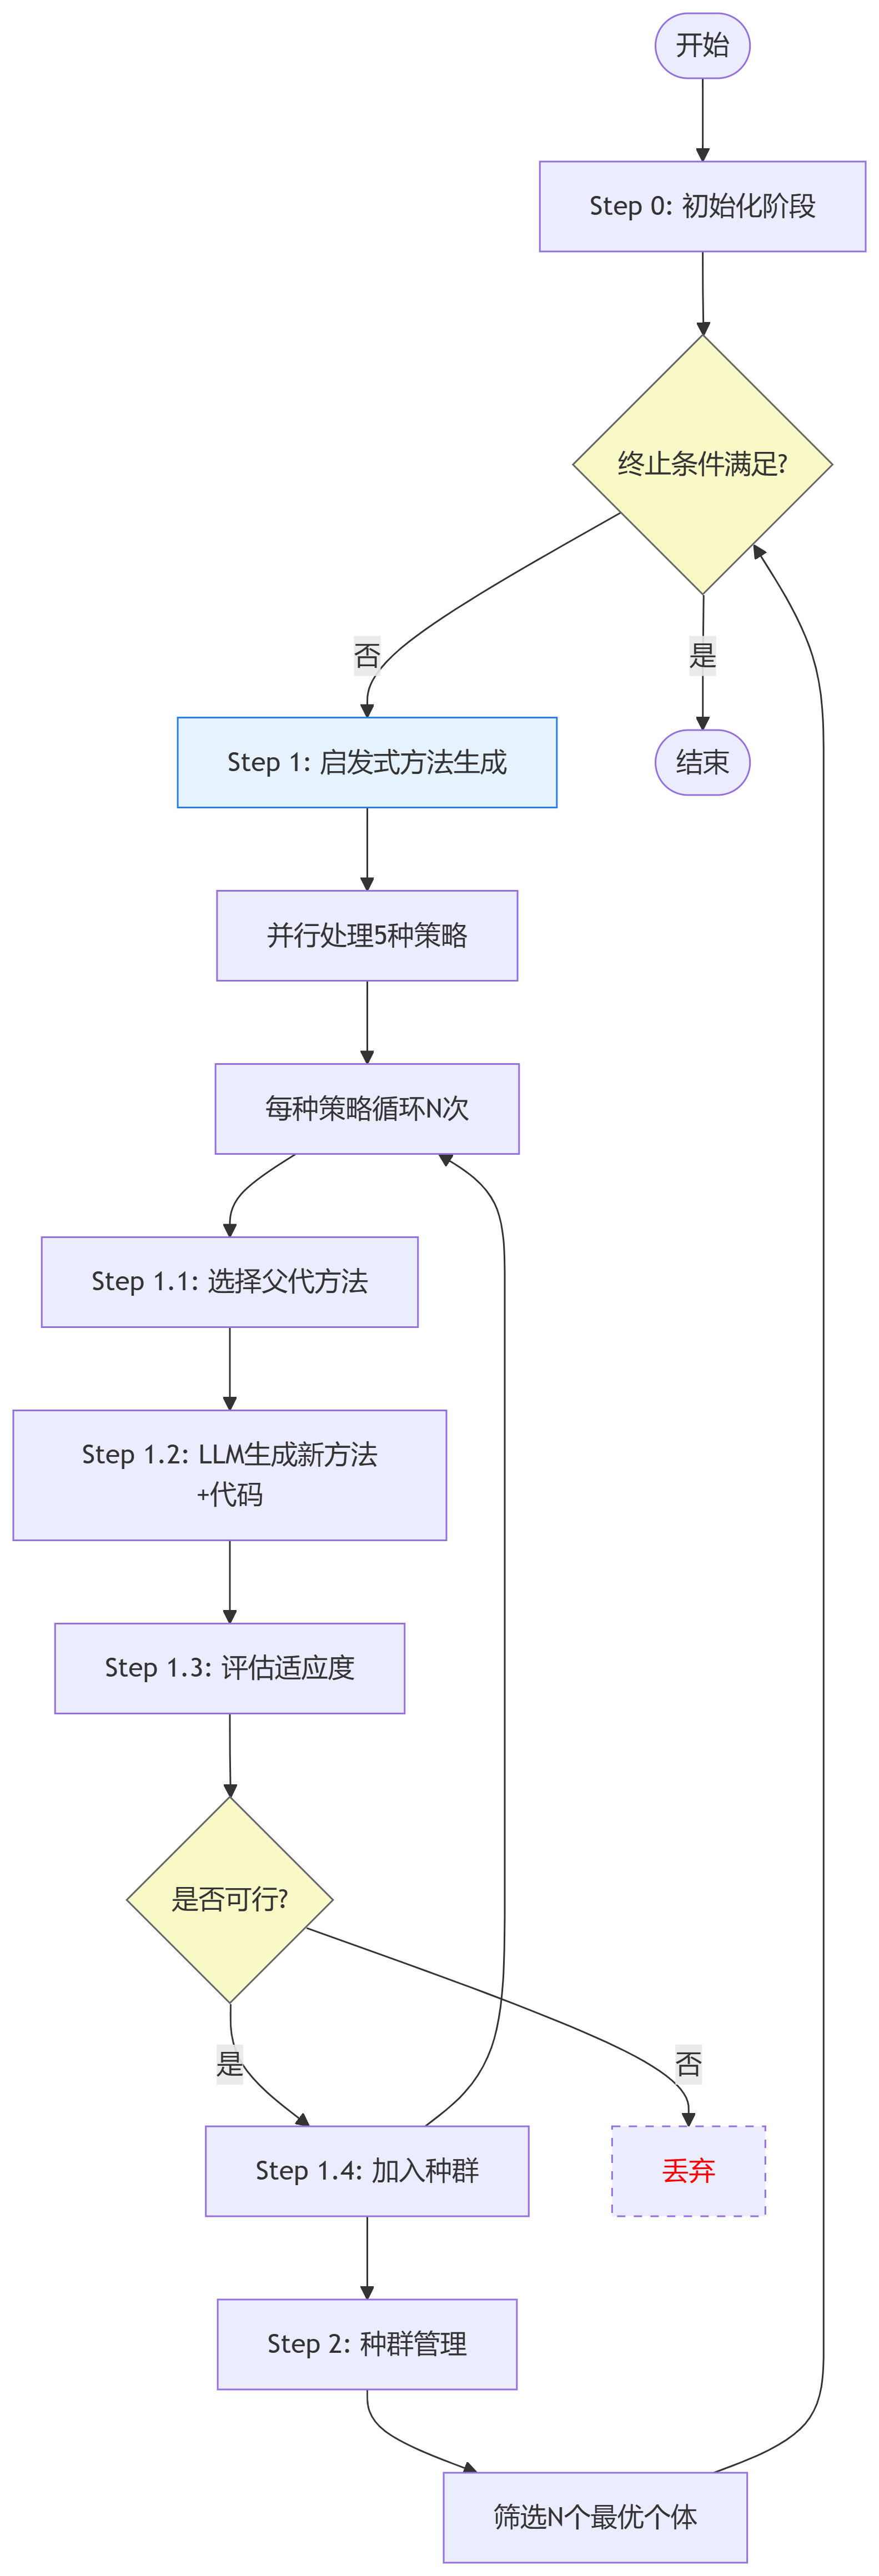 开始
Step 0: 初始化阶段
终止条件满足?
否
是
Step 1: 启发式方法生成
结束
并行处理5种策略
每种策略循环N次
Step 1.1: 选择父代方法
Step 1.2: LLM生成新方法
+代码
Step 1.3: 评估适应度
是否可行?
是
否
Step 1.4: 加入种群
丢弃
Step 2: 种群管理
筛选N个最优个体